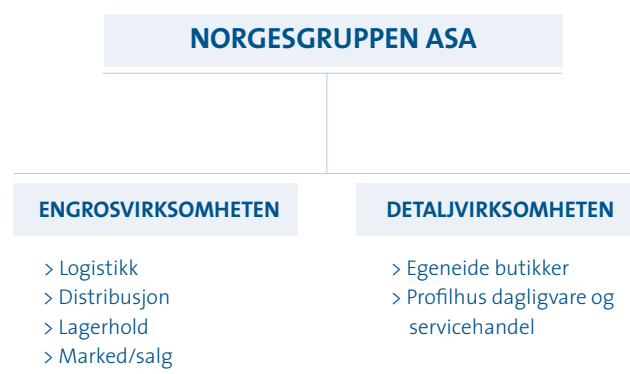 NORGESGRUPPEN ASA
ENGROSVIRKSOMHETEN
> Logistikk
> Distribusjon
> Lagerhold
> Marked/salg
DETALJVIRKSOMHETEN
> Egeneide butikker
> Profilhus dagligvare og
servicehandel